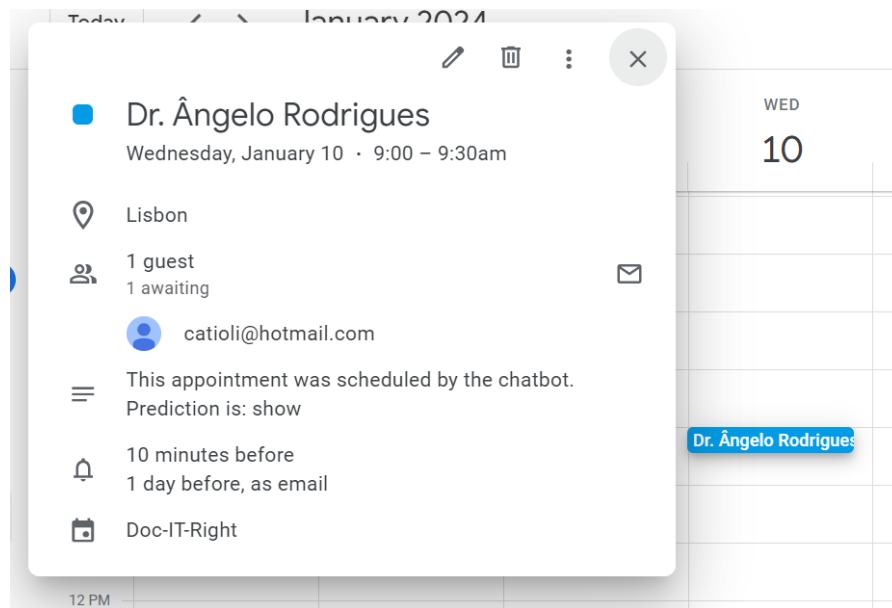 Today
January 2024
Dr. Ângelo Rodrigues
Wednesday, January 10 · 9:00 – 9:30am
Lisbon
1 guest
1 awaiting
catioli@hotmail.com
This appointment was scheduled by the chatbot.
Prediction is: show
10 minutes before
1 day before, as email
Doc-IT-Right
WED
10
Dr. Ângelo Rodrigues
12 PM